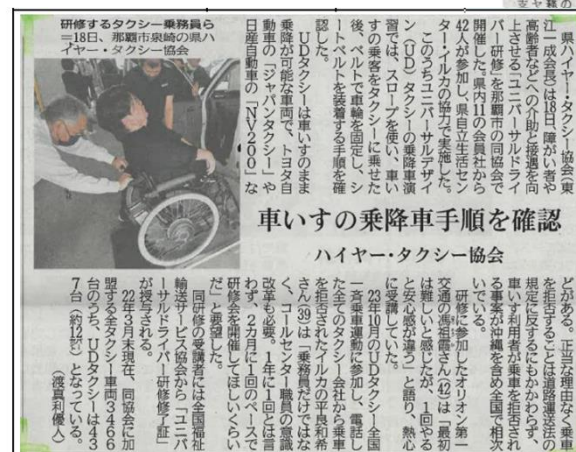 県ハイヤー・タクシー協会(東
江一成会長)は18日、障がい者や
高齢者などへの介助と接遇を向
上させる「ユニバーサルドライ
バー研修」を那覇市の同協会で
開催した。県内11の会員社から
42人が参加し、県自立生活セン
ター・イルカの協力で実施した。
このうちユニバーサルデザイ
ン(UD)タクシーの乗降車演
習では、スロープを使い、車い
すの乗客をタクシーに乗せた
後、ベルトで車輪を固定し、シ
ートベルトを装着する手順を確
認した。
UDタクシーは車いすのまま
乗降が可能な車両で、トヨタ自
動車の「ジャパンタクシー」や
日産自動車の「NV200」な
研修するタクシー乗務員ら
=18日、那覇市泉崎の県ハ
イヤー・タクシー協会
車いすの乗降車手順を確認
ハイヤー・タクシー協会
どがある。正当な理由なく乗車
を拒否することは道路運送法の
規定に反するにもかかわらず、
車いす利用者が乗車を拒否され
る事案が沖縄を含め全国で相次
いでいる。
研修に参加したオリオン第一
交通の
さん(42)は「最初
は難しいと感じたが、1回やる
と安心感が違う」と語り、熱心
に受講していた。
23年10月のUDタクシー全国
一斉乗車運動に参加し、電話し
た全てのタクシー会社から乗車
を拒否されたイルカの平良和希
さん(39)は「乗務員だけではな
く、コールセンター職員の意識
改革も必要。1年に1回とは言
わず、2カ月に1回のペースで
研修会を開催してほしいくらい
だ」と要望した。
同研修の受講者には全国福祉
輸送サービス協会から「ユニバ
ーサルドライバー研修修了証」
が授与される。
22年3月末現在、同協会に加
盟する全タクシー車両3466
台のうち、UDタクシーは43
7台(約12㌫)となっている。
(渡真利優人)